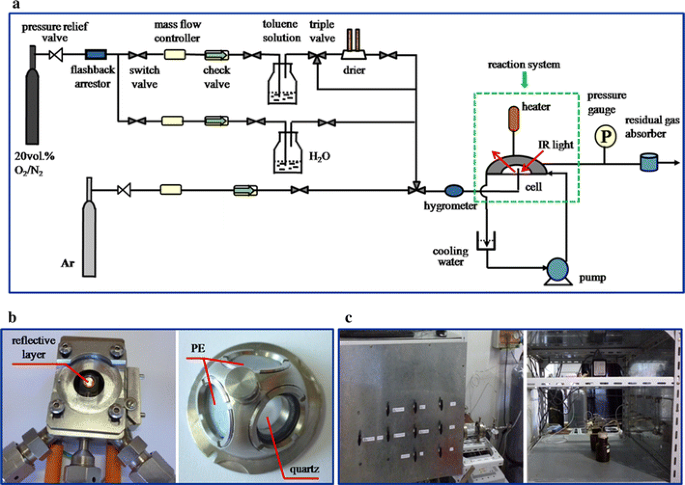 a
pressure relief
valve
mass flow
controller
toluene
solution
triple
valve
flashback
arrestor
switch
valve
check
valve
drier
reaction system
heater
pressure
gauge
residual gas
absorber
P
IR light
20vol.%
O₂/N₂
H₂O
cell
hygrometer
Ar
cooling
water
pump
b
c
reflective
layer
PE
quartz